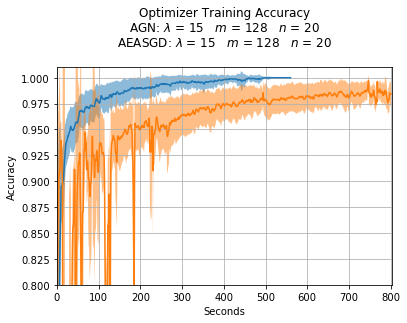 Optimizer Training Accuracy
AGN: λ = 15 m = 128 n = 20
AEASGD: λ = 15 m = 128 n = 20
1.000
0.975
0.950
0.925
0.900
0.875
0.850
0.825
0.800
Accuracy
0 100 200 300 400 500 600 700 800
Seconds